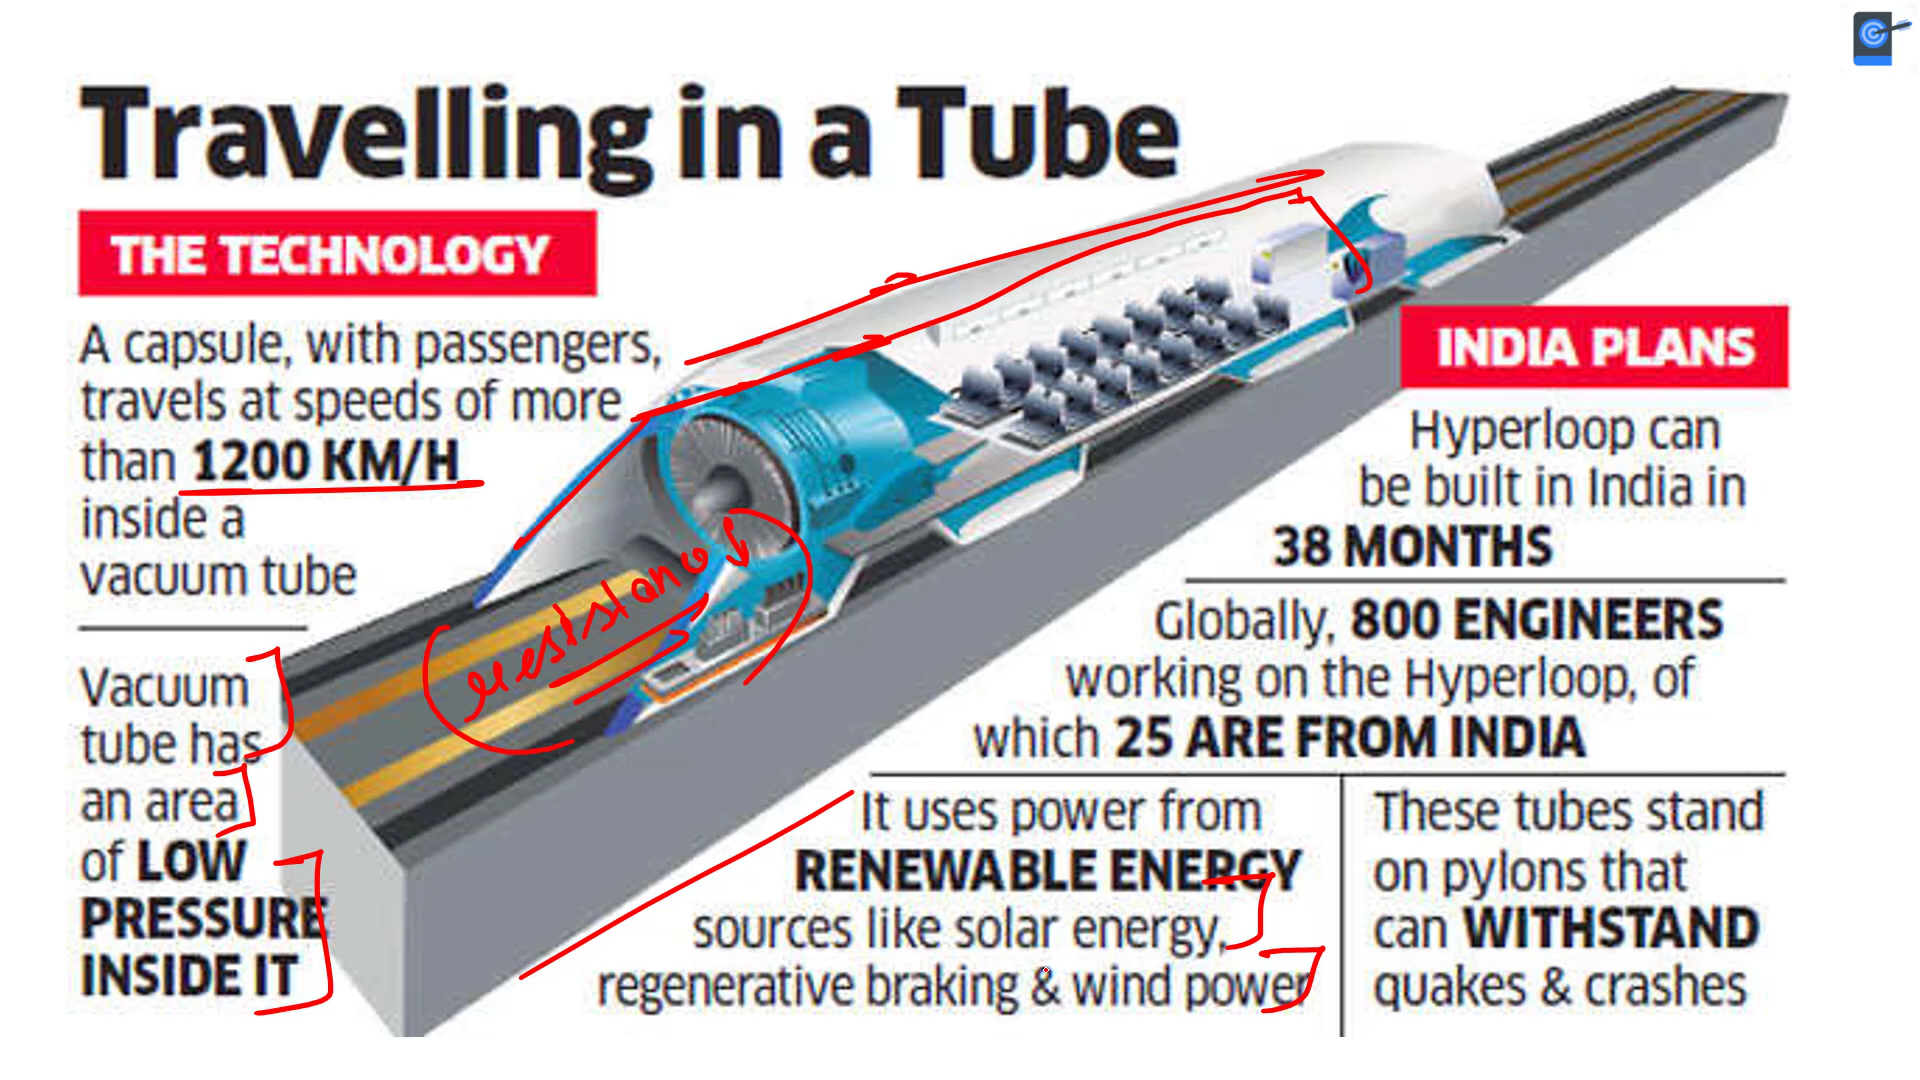 Travelling in a Tube
THE TECHNOLOGY
A capsule, with passengers,
travels at speeds of more
than 1200 KM/H
inside a
vacuum tube
Vacuum
tube has
an area
of LOW
PRESSURE
INSIDE IT
resistance↓
INDIA PLANS
Hyperloop can
be built in India in
38 MONTHS
Globally, 800 ENGINEERS
working on the Hyperloop, of
which 25 ARE FROM INDIA
It uses power from
RENEWABLE ENERGY
sources like solar energy,
regenerative braking & wind power
These tubes stand
on pylons that
can WITHSTAND
quakes & crashes